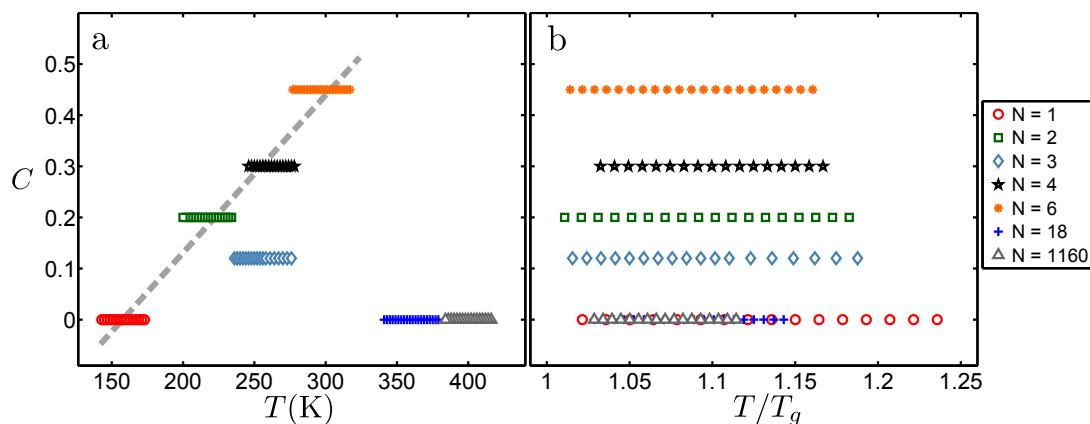 a
b
C
0.5
0.4
0.3
0.2
0.1
0
150
200
250
300
350
400
T(K)
1
1.05
1.1
1.15
1.2
1.25
T/T_g
N = 1
N = 2
N = 3
N = 4
N = 6
N = 18
N = 1160